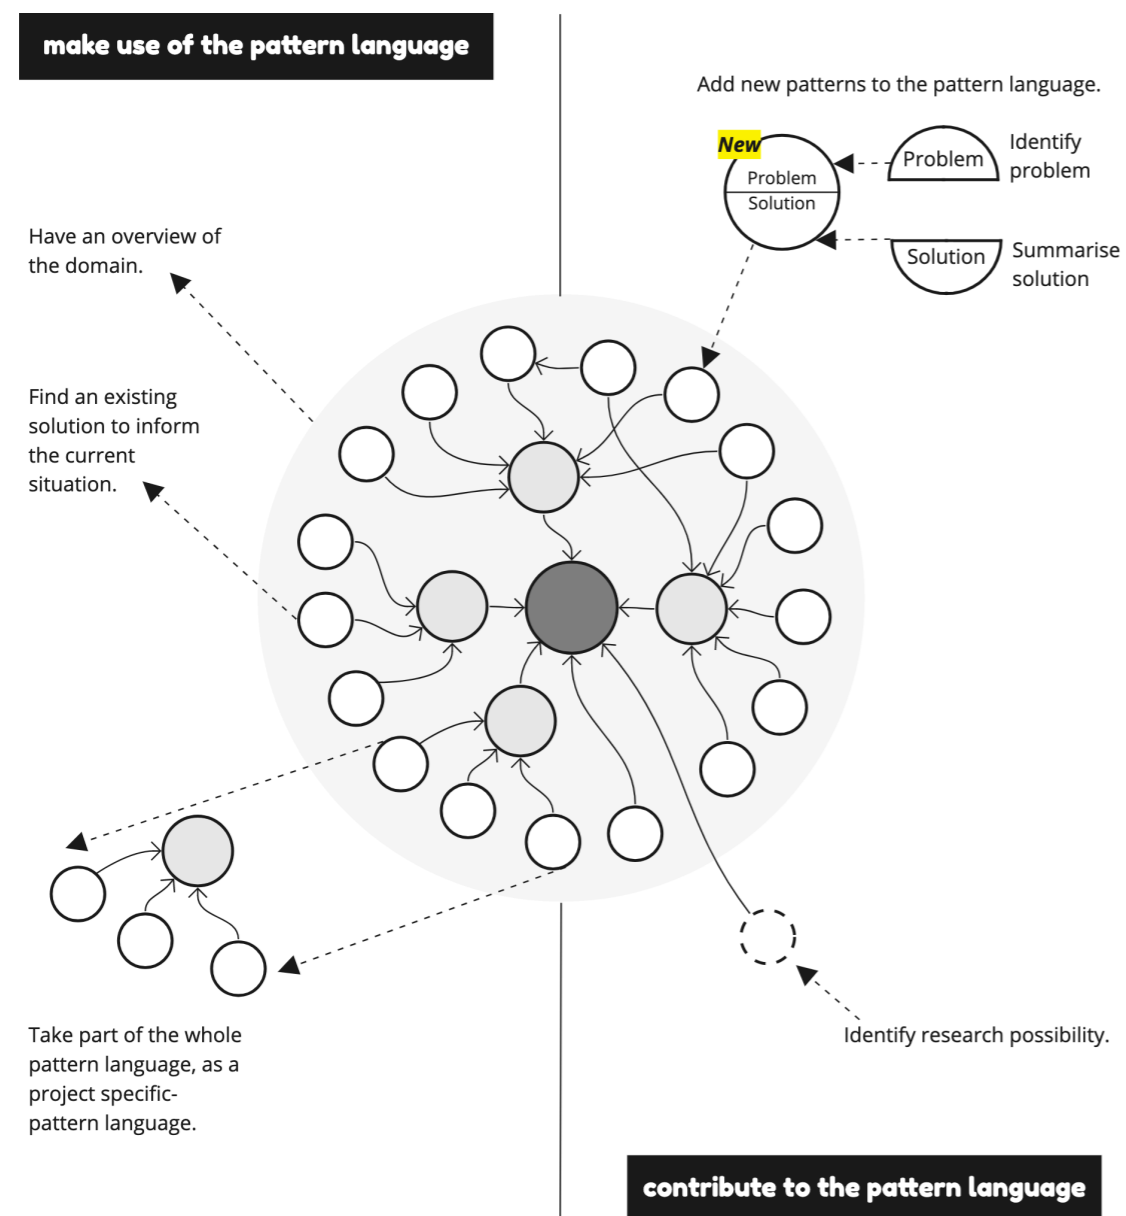 make use of the pattern language
Add new patterns to the pattern language.
New
Problem
Solution
Problem
Identify
problem
Solution
Summarise
solution
Have an overview of
the domain.
Find an existing
solution to inform
the current
situation.
Take part of the whole
pattern language, as a
project specific-
pattern language.
Identify research possibility.
contribute to the pattern language